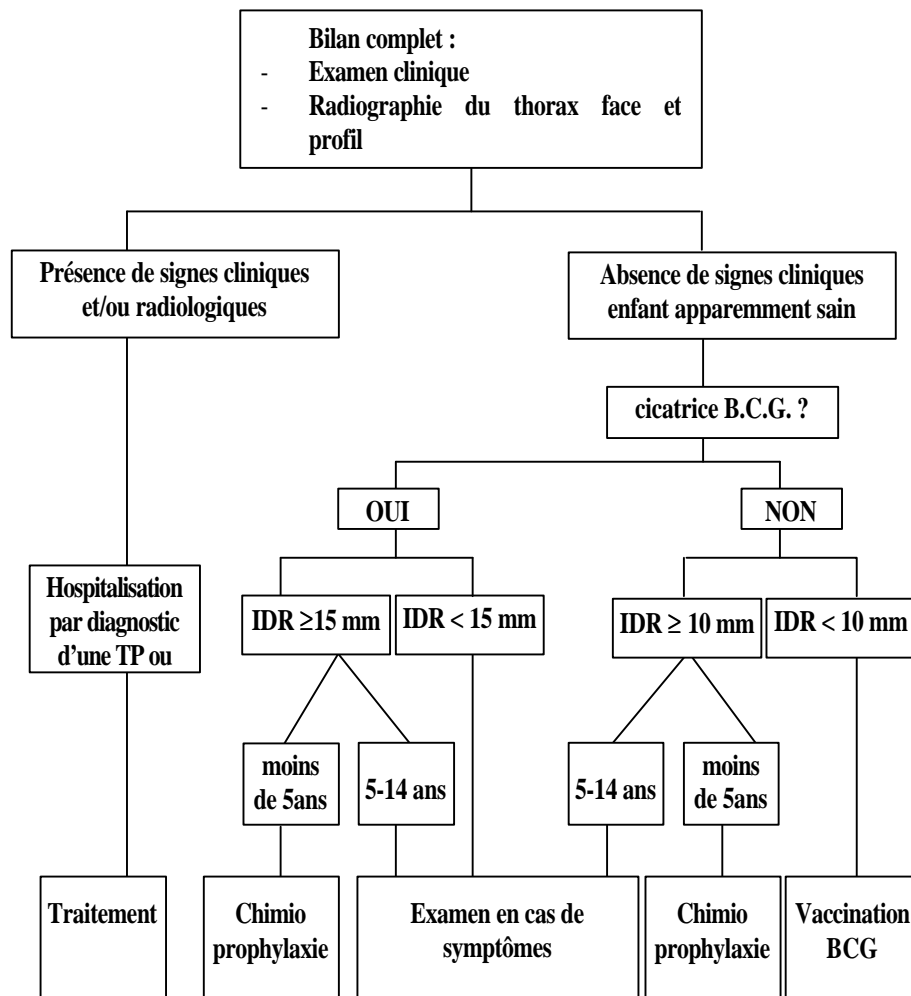 Bilan complet :
- Examen clinique
- Radiographie du thorax face et
profil
Présence de signes cliniques
et/ou radiologiques
Absence de signes cliniques
enfant apparemment sain
cicatrice B.C.G. ?
OUI
NON
Hospitalisation
par diagnostic
d'une TP ou
IDR ≥15 mm
IDR < 15 mm
IDR ≥ 10 mm
IDR < 10 mm
moins
de 5ans
5-14 ans
5-14 ans
moins
de 5ans
Traitement
Chimio
prophylaxie
Examen en cas de
symptômes
Chimio
prophylaxie
Vaccination
BCG